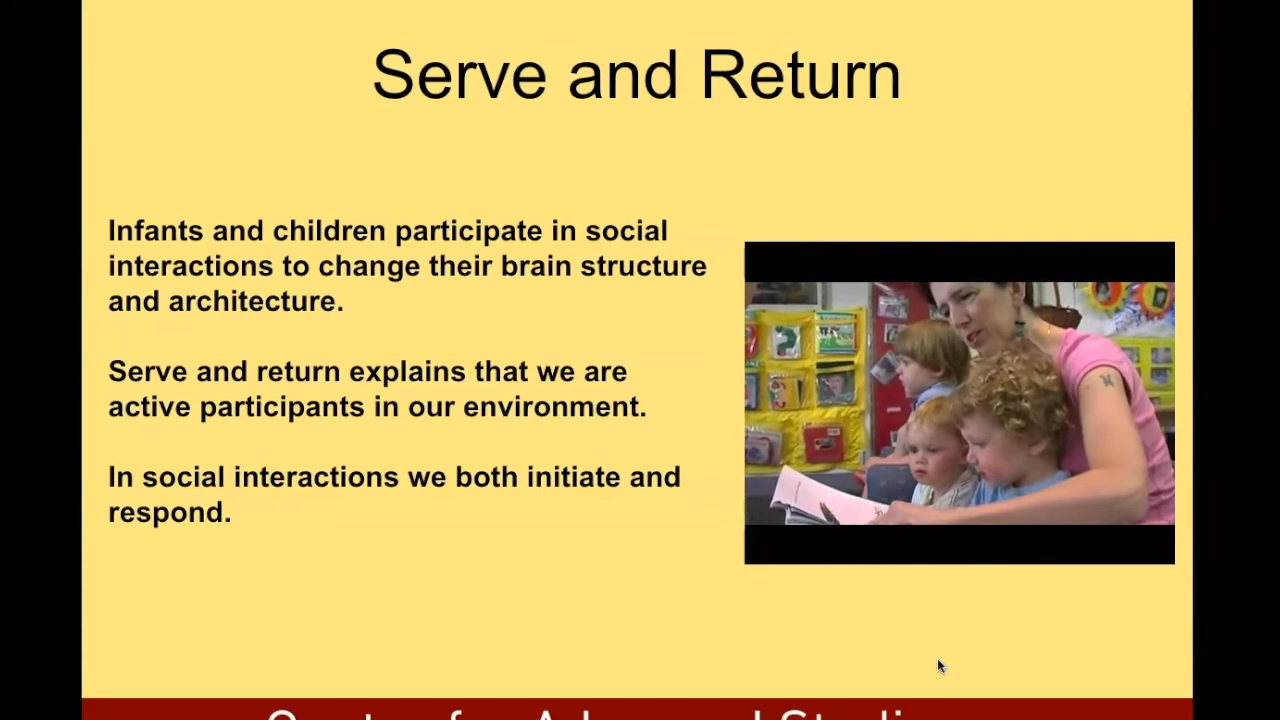 Serve and Return
Infants and children participate in social
interactions to change their brain structure
and architecture.
Serve and return explains that we are
active participants in our environment.
In social interactions we both initiate and
respond.